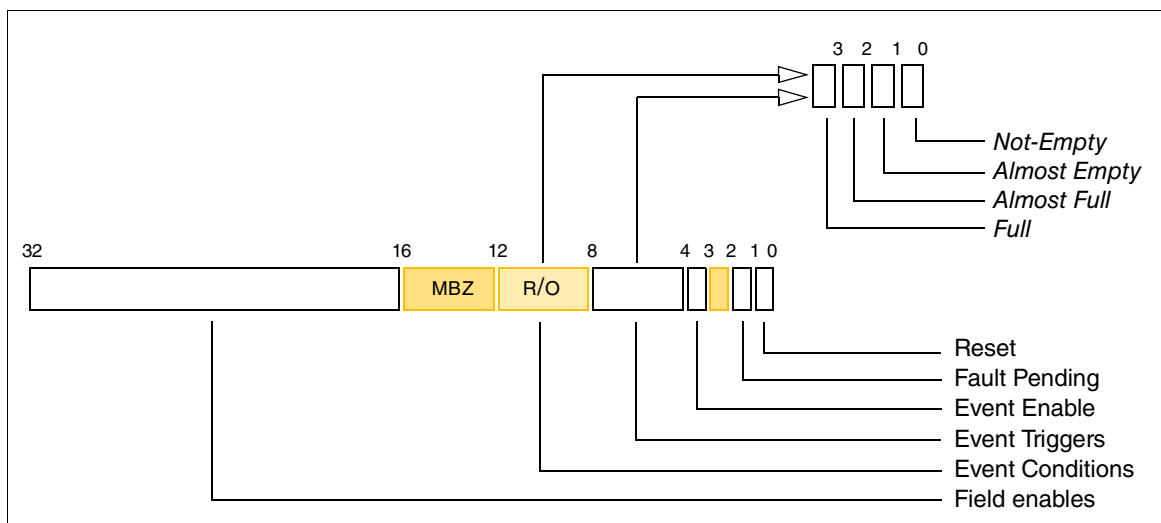 3 2 1 0
Not-Empty
Almost Empty
Almost Full
Full
32 16 12 8 4 3 2 1 0
MBZ R/O
Reset
Fault Pending
Event Enable
Event Triggers
Event Conditions
Field enables